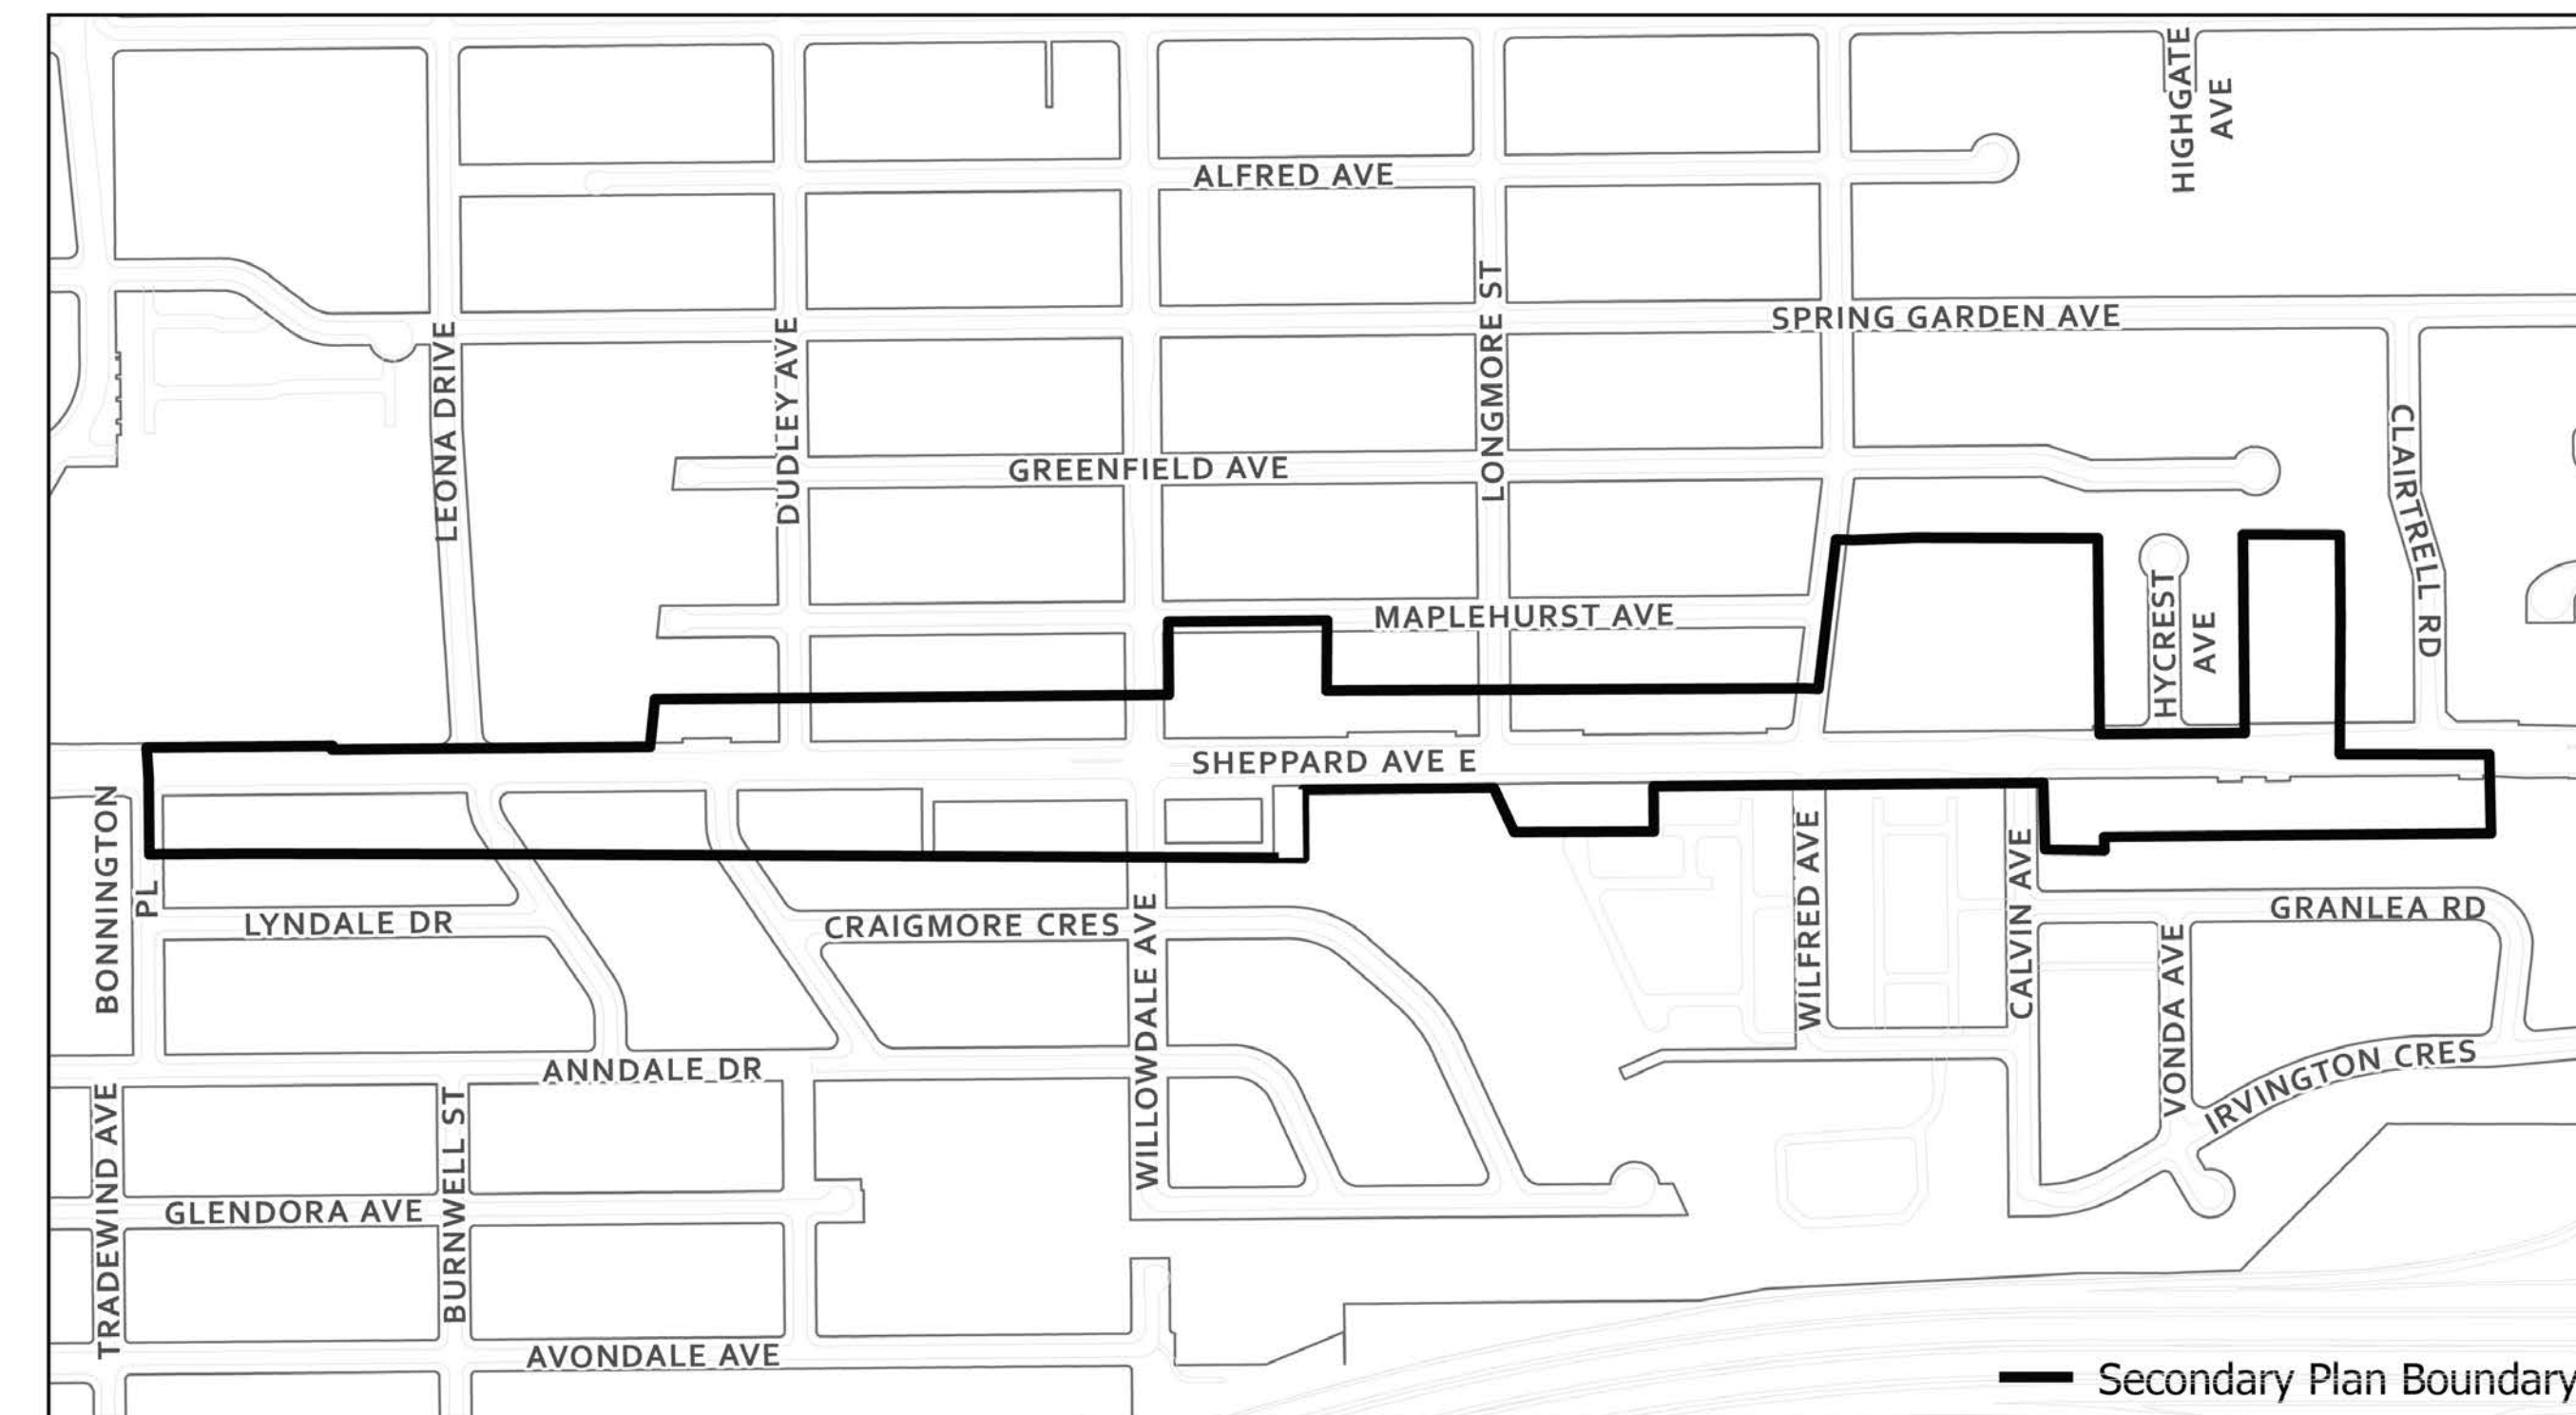 HIGHGATE
AVE
ALFRED AVE
SPRING GARDEN AVE
LEONA DRIVE
DUDLEY AVE
LONGMORE ST
GREENFIELD AVE
CLAIRTRELL RD
MAPLEHURST AVE
HYCREST
AVE
SHEPPARD AVE E
BONNINGTON
PL
LYNDALE DR
CRAIGMORE CRES
WILLOWDALE AVE
WILFRED AVE
CALVIN AVE
GRANLEA RD
VONDA AVE
IRVINGTON CRES
ANNDALE DR
TRADEWIND AVE
BURNWELL ST
GLENDORA AVE
AVONDALE AVE
Secondary Plan Boundary